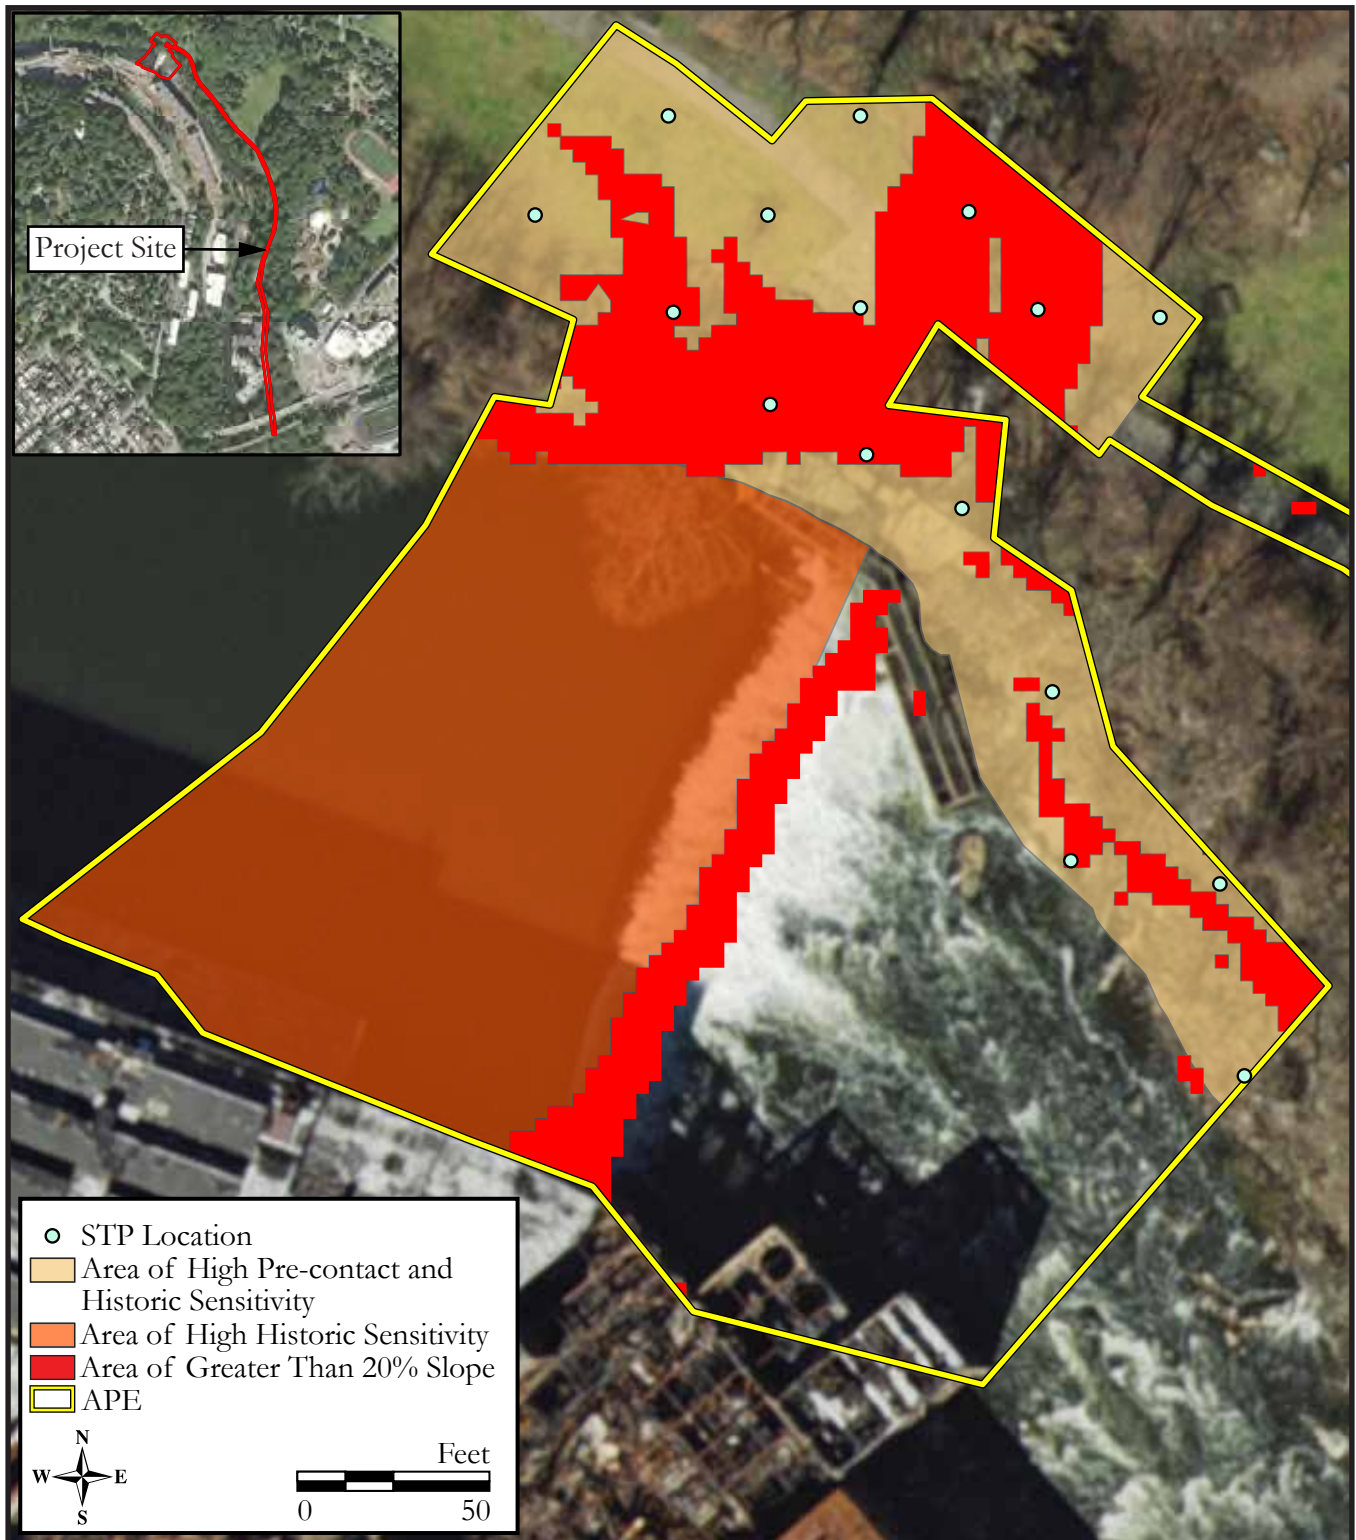 Project Site
STP Location
Area of High Pre-contact and
Historic Sensitivity
Area of High Historic Sensitivity
Area of Greater Than 20% Slope
APE
N
W E
S
Feet
0 50